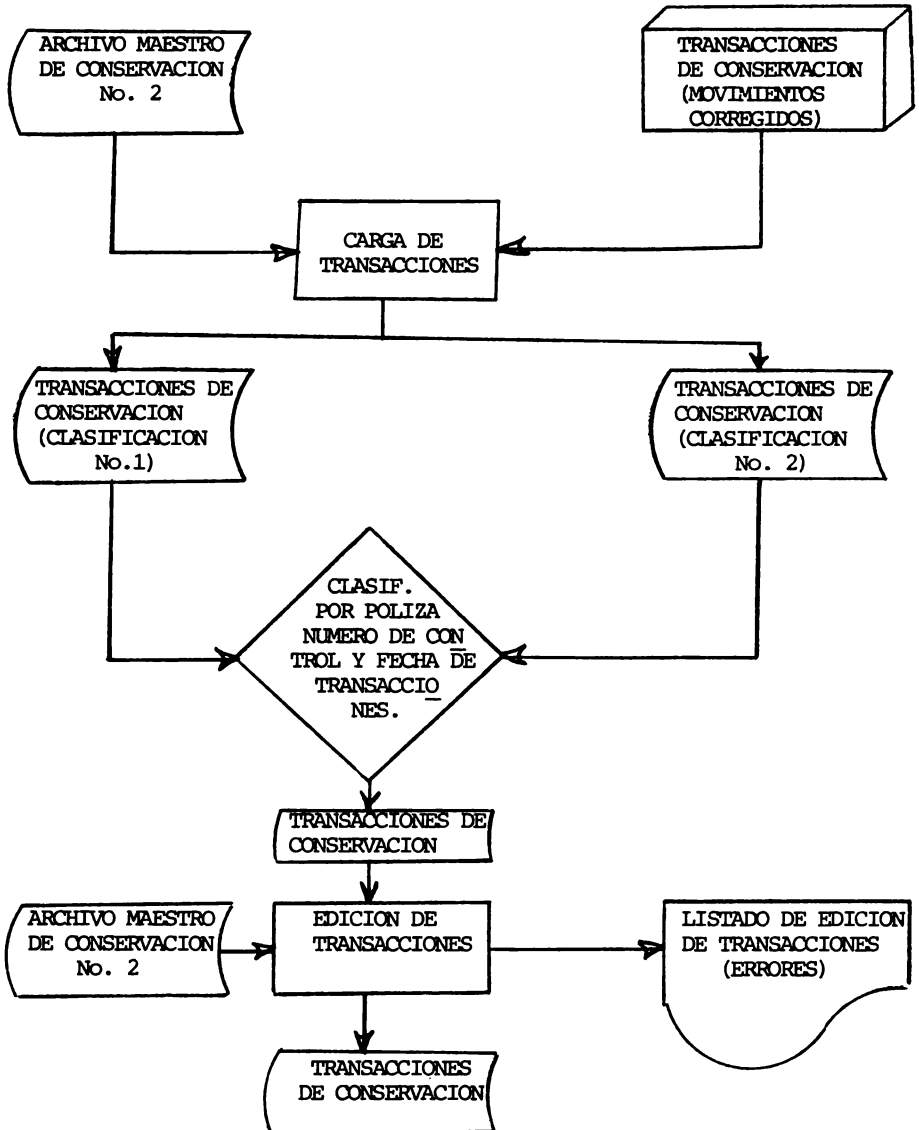 ARCHIVO MAESTRO
DE CONSERVACION
No. 2
TRANSACCIONES
DE CONSERVACION
(MOVIMIENTOS
CORREGIDOS)
CARGA DE
TRANSACCIONES
TRANSACCIONES DE
CONSERVACION
(CLASIFICACION
No.1)
TRANSACCIONES DE
CONSERVACION
(CLASIFICACION
No. 2)
CLASIF.
POR POLIZA
NUMERO DE CON
TROL Y FECHA DE
TRANSACCIO
NES.
TRANSACCIONES DE
CONSERVACION
ARCHIVO MAESTRO
DE CONSERVACION
No. 2
EDICION DE
TRANSACCIONES
LISTADO DE EDICION
DE TRANSACCIONES
(ERRORES)
TRANSACCIONES
DE CONSERVACION